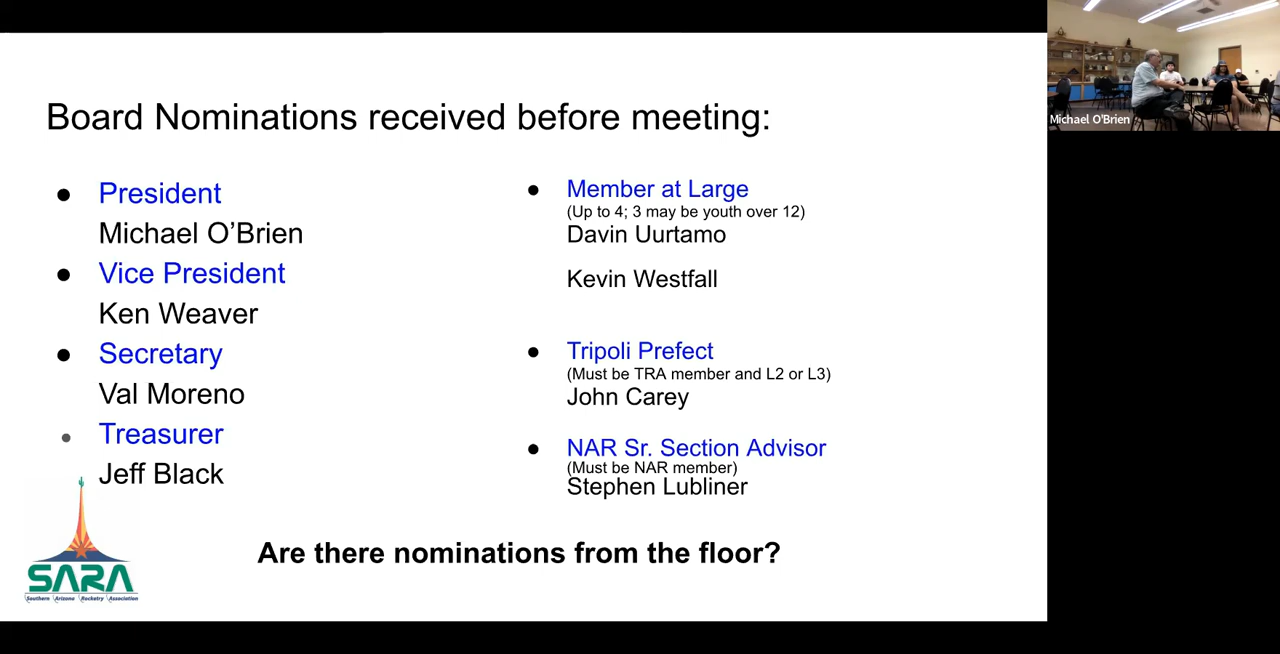 Board Nominations received before meeting:
President
Michael O’Brien
Vice President
Ken Weaver
Secretary
Val Moreno
Treasurer
Jeff Black
Member at Large
(Up to 4; 3 may be youth over 12)
Davin Uurtamo
Kevin Westfall
Tripoli Prefect
(Must be TRA member and L2 or L3)
John Carey
NAR Sr. Section Advisor
(Must be NAR member)
Stephen Lubliner
Are there nominations from the floor?
SARA
Southern Arizona Rocketry Association
Michael O'Brien